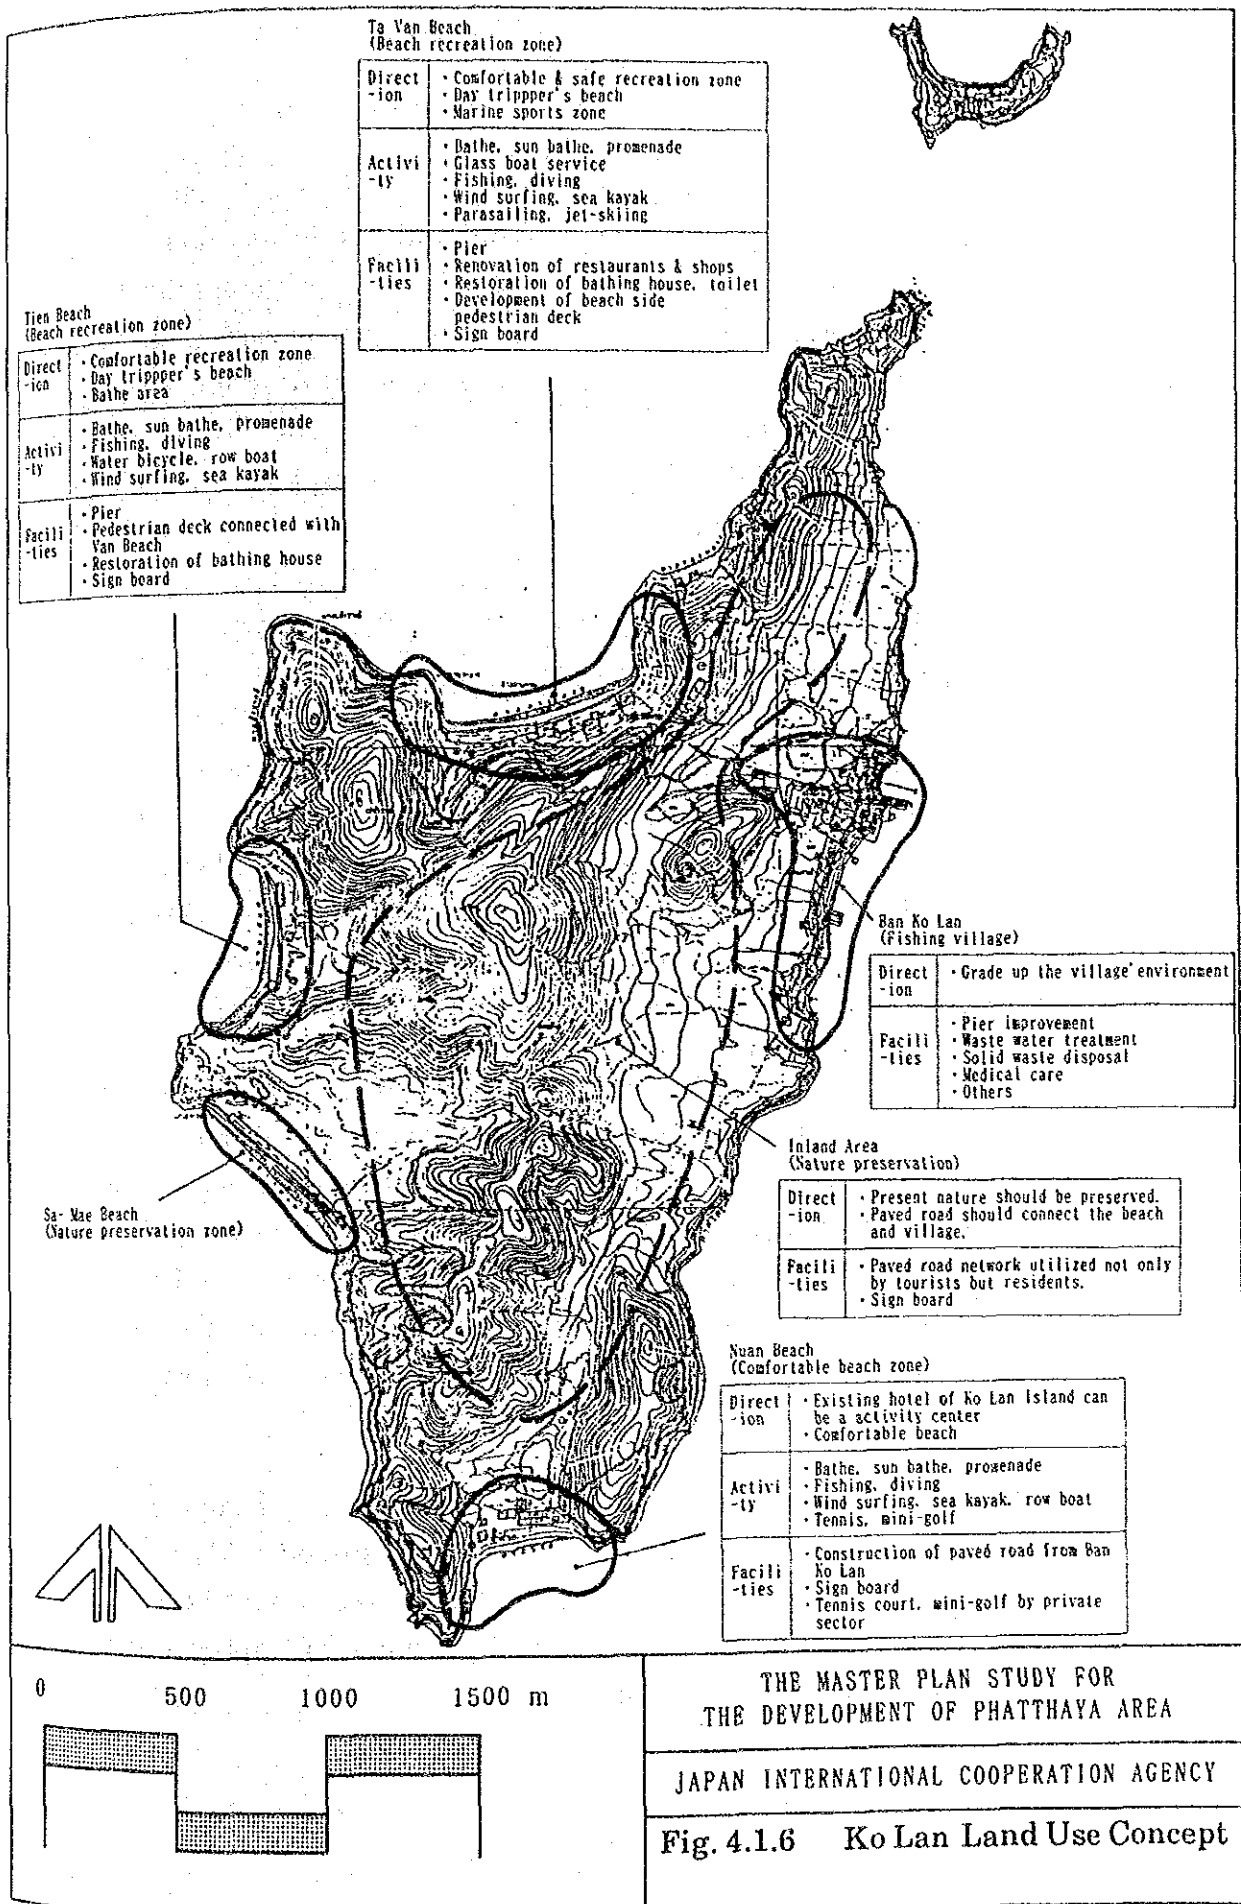 Ta Van Beach
(Beach recreation zone)
Direct
-ion
・Comfortable & safe recreation zone
・Day trippper's beach
・Marine sports zone
Activi
-ty
・Bathe, sun bathe, promenade
・Glass boat service
・Fishing, diving
・Wind surfing, sea kayak
・Parasailing, jet-skiing
Facili
-ties
・Pier
・Renovation of restaurants & shops
・Restoration of bathing house, toilet
・Development of beach side
pedestrian deck
・Sign board
Tien Beach
(Beach recreation zone)
Direct
-ion
・Comfortable recreation zone
・Day trippper's beach
・Bathe area
Activi
-ty
・Bathe, sun bathe, promenade
・Fishing, diving
・Water bicycle, row boat
・Wind surfing, sea kayak
Facili
-ties
・Pier
・Pedestrian deck connected with
Van Beach
・Restoration of bathing house
・Sign board
Ban Ko Lan
(Fishing village)
Direct
-ion
・Grade up the village environment
Facili
-ties
・Pier improvement
・Waste water treatment
・Solid waste disposal
・Medical care
・Others
Inland Area
(Nature preservation)
Direct
-ion
・Present nature should be preserved.
・Paved road should connect the beach
and village.
Facili
-ties
・Paved road network utilized not only
by tourists but residents.
・Sign board
Sa- Mae Beach
(Nature preservation zone)
Nuan Beach
(Comfortable beach zone)
Direct
-ion
・Existing hotel of Ko Lan Island can
be a activity center
・Comfortable beach
Activi
-ty
・Bathe, sun bathe, promenade
・Fishing, diving
・Wind surfing, sea kayak, row boat
・Tennis, mini-golf
Facili
-ties
・Construction of paved road from Ban
Ko Lan
・Sign board
・Tennis court, mini-golf by private
sector
0 500 1000 1500 m
THE MASTER PLAN STUDY FOR
THE DEVELOPMENT OF PHATTHAYA AREA
JAPAN INTERNATIONAL COOPERATION AGENCY
Fig. 4.1.6 Ko Lan Land Use Concept